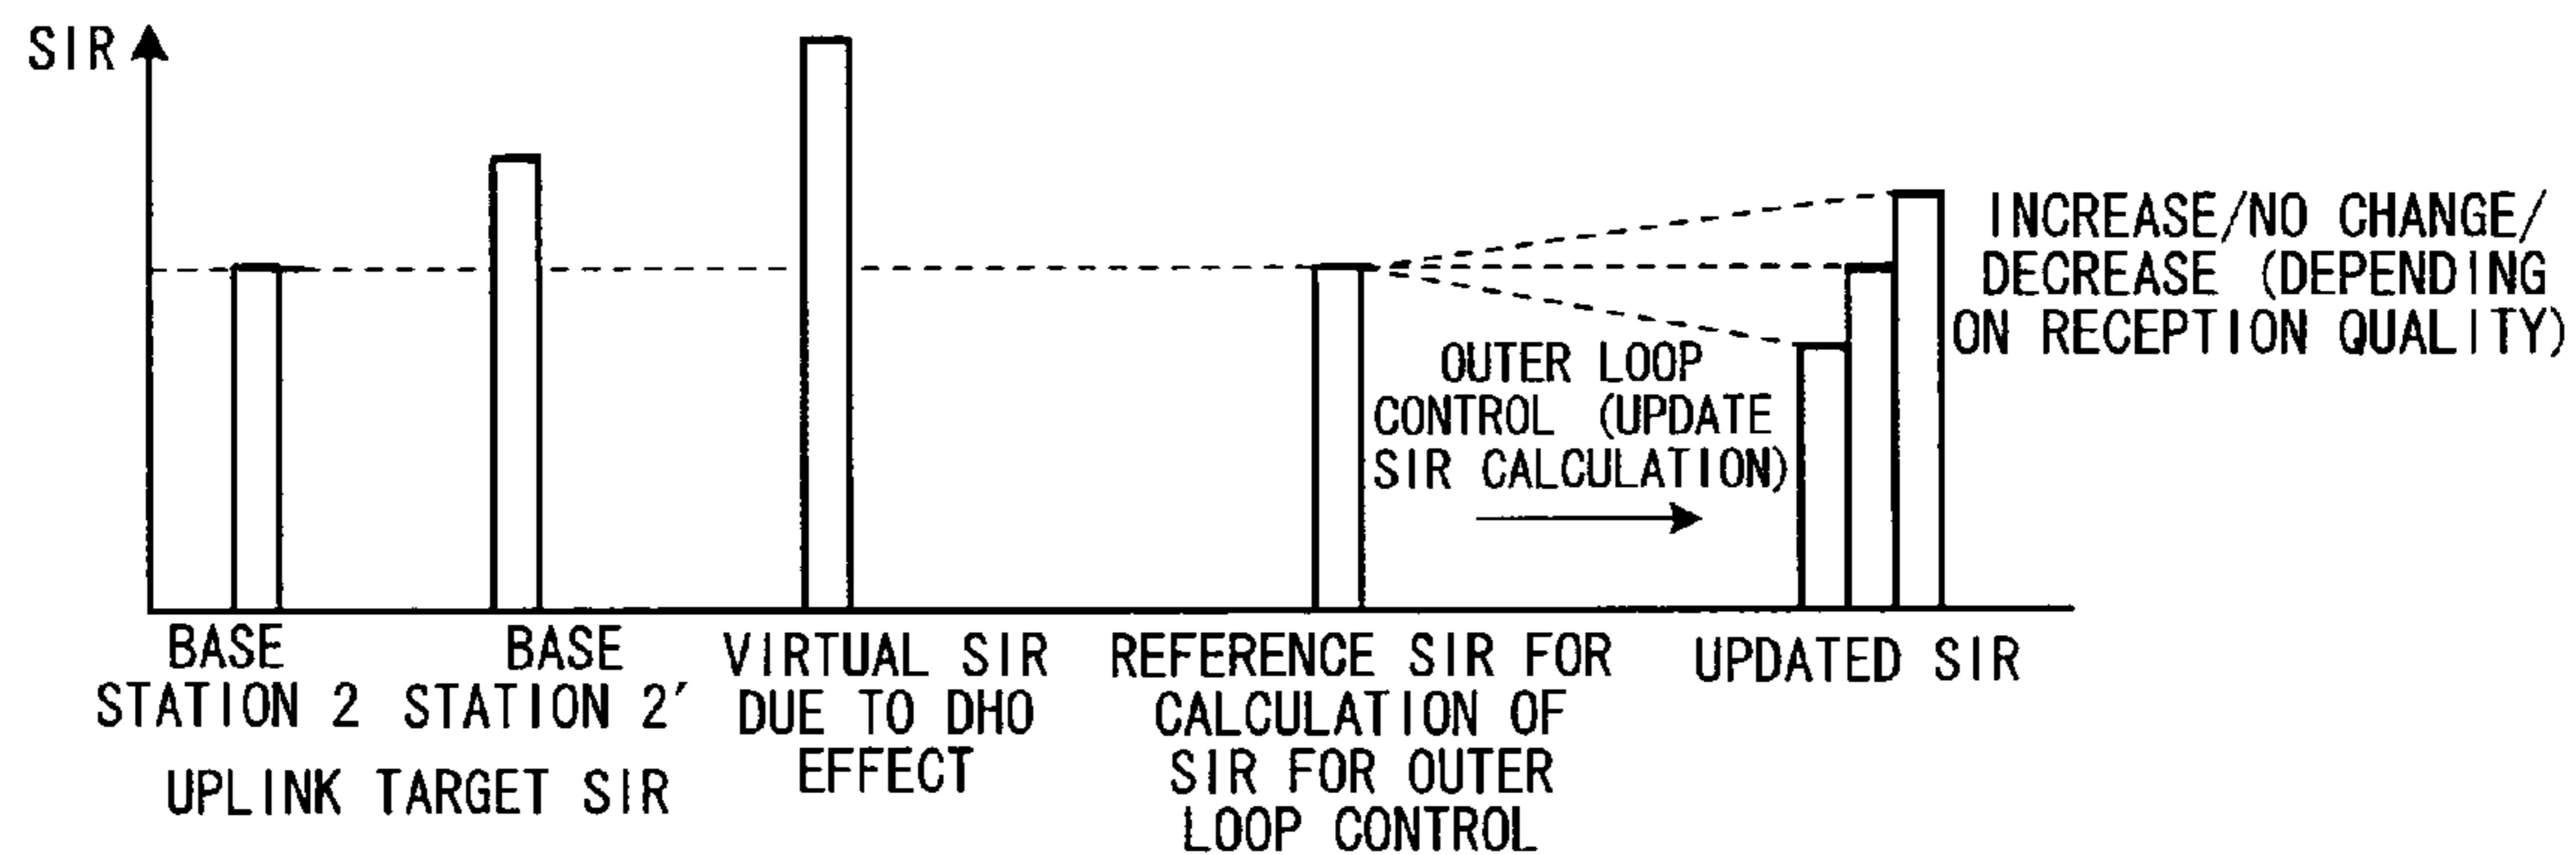 SIR
INCREASE/NO CHANGE/
DECREASE (DEPENDING
ON RECEPTION QUALITY)
OUTER LOOP
CONTROL (UPDATE
SIR CALCULATION)
BASE
STATION 2
BASE
STATION 2'
UPLINK TARGET SIR
VIRTUAL SIR
DUE TO DHO
EFFECT
REFERENCE SIR FOR
CALCULATION OF
SIR FOR OUTER
LOOP CONTROL
UPDATED SIR